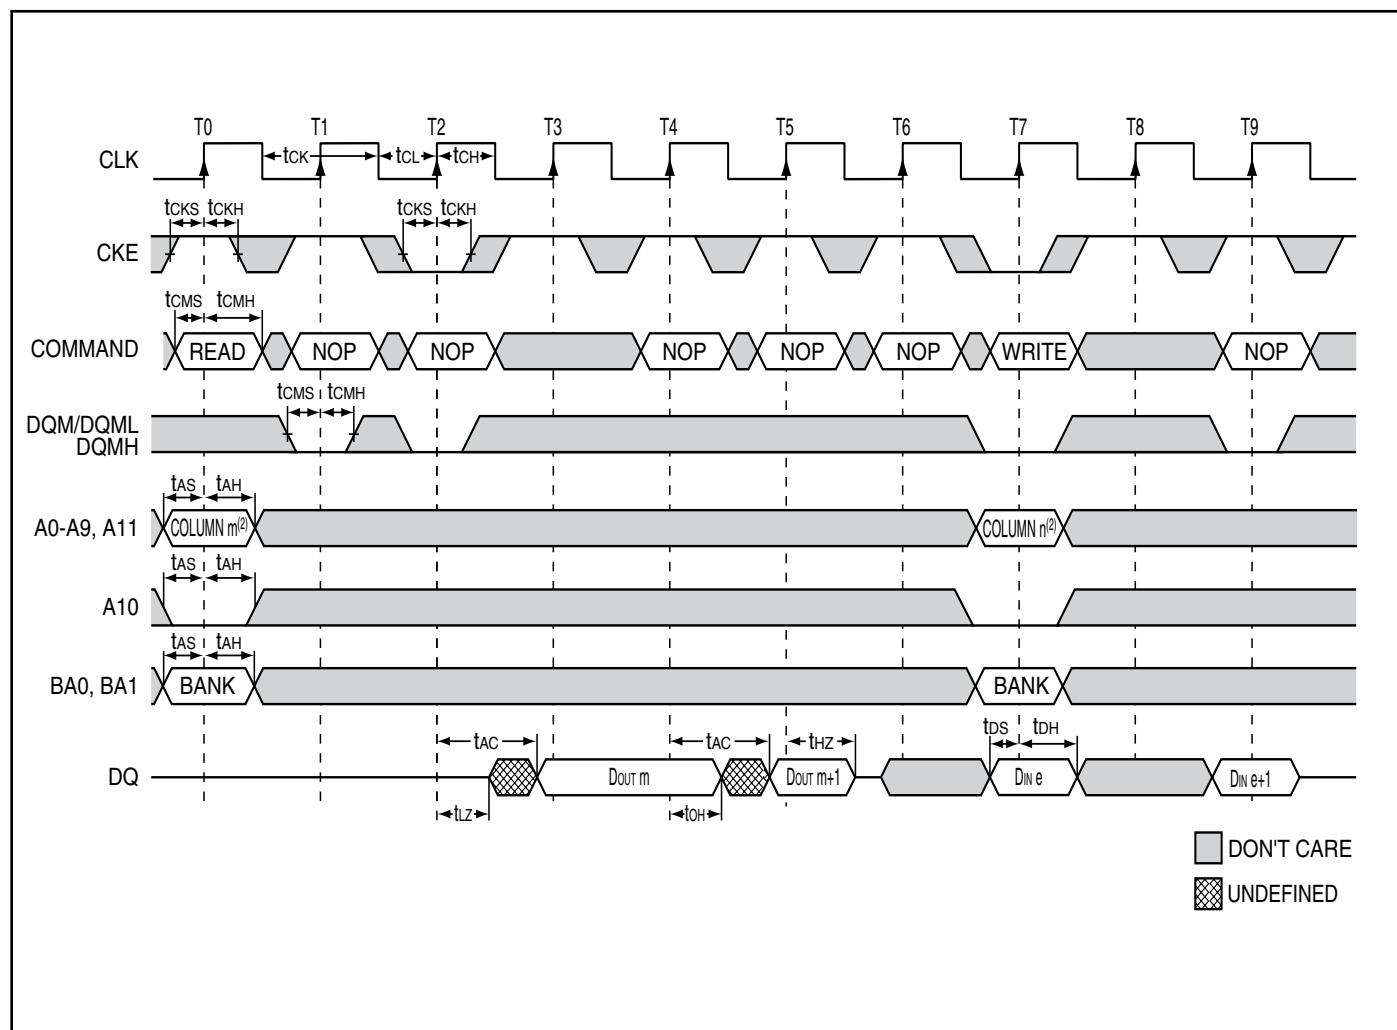 T0 T1 T2 T3 T4 T5 T6 T7 T8 T9
CLK tCK tCL tCH
tCKS tCKH tCKS tCKH
CKE
tCMS tCMH
COMMAND READ NOP NOP NOP NOP NOP WRITE NOP
tCMS tCMH
DQM/DQML
DQMH
tAS tAH
A0-A9, A11 COLUMN m(2) COLUMN n(2)
tAS tAH
A10
tAS tAH
BA0, BA1 BANK BANK
tAC tAC tHZ tDS tDH
DQ DOUT m DOUT m+1 DIN e DIN e+1
tLZ tOH
DON'T CARE
UNDEFINED